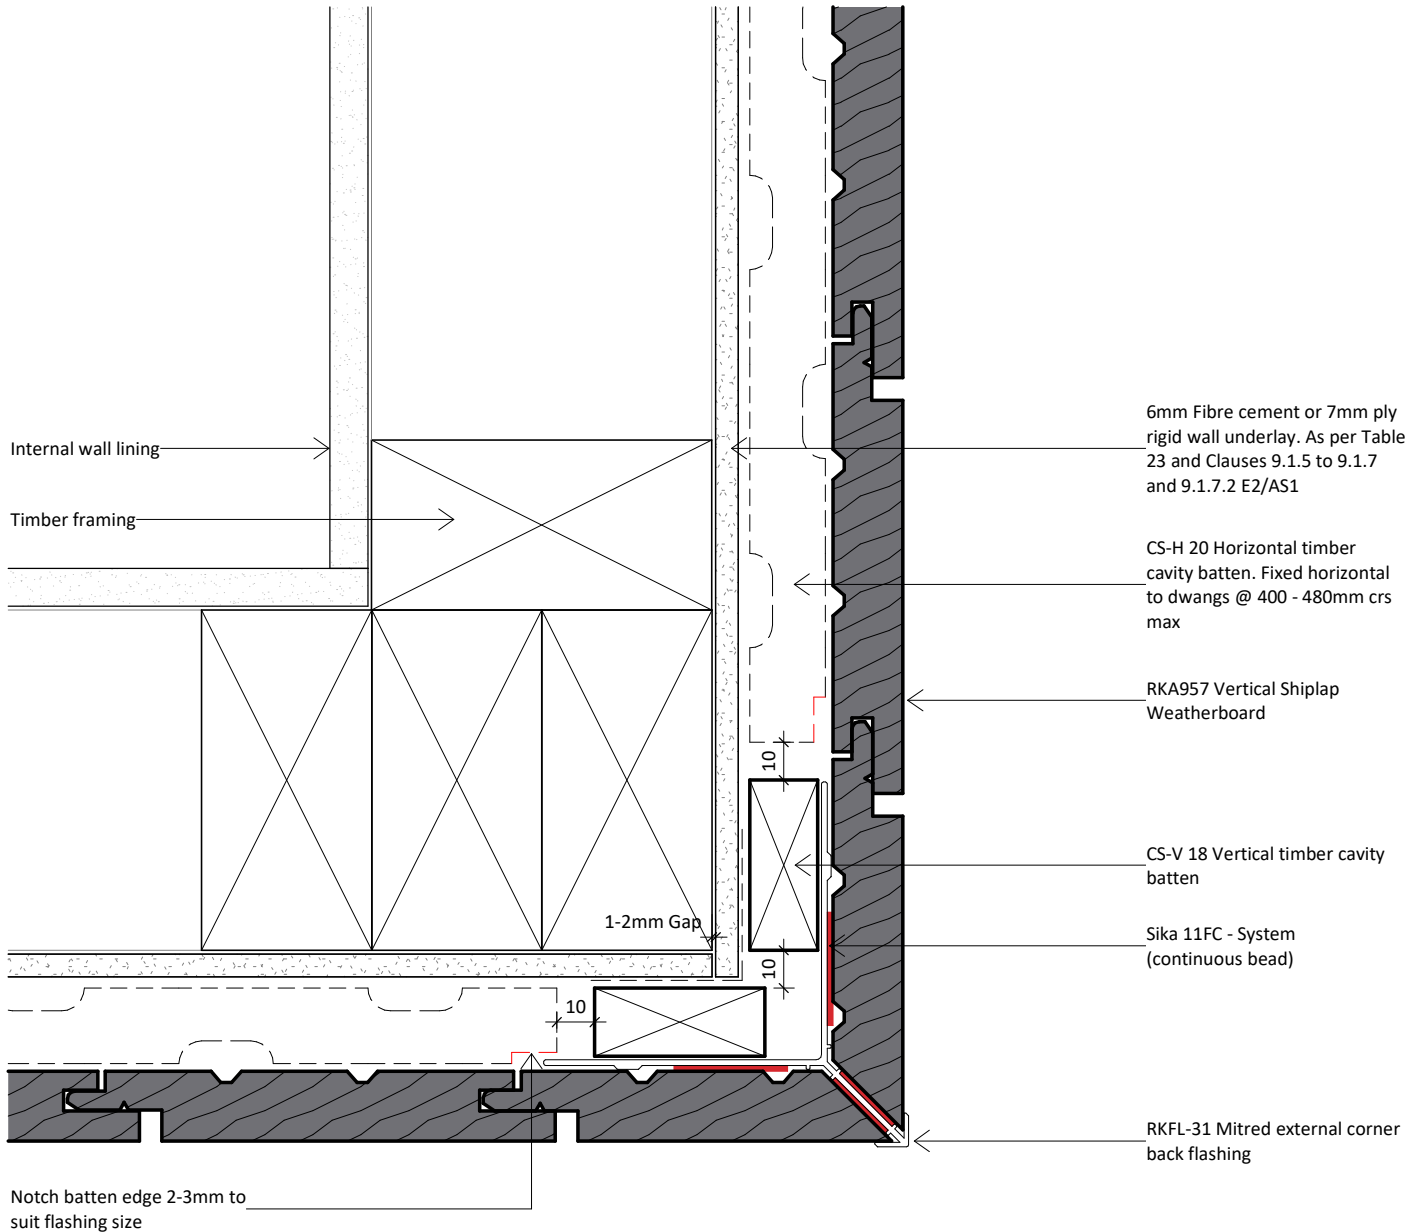 6mm Fibre cement or 7mm ply
rigid wall underlay. As per Table
23 and Clauses 9.1.5 to 9.1.7
and 9.1.7.2 E2/AS1
Internal wall lining
Timber framing
CS-H 20 Horizontal timber
cavity batten. Fixed horizontal
to dwangs @ 400 - 480mm crs
max
RKA957 Vertical Shiplap
Weatherboard
10
CS-V 18 Vertical timber cavity
batten
1-2mm Gap
Sika 11FC - System
(continuous bead)
10
10
RKFL-31 Mitred external corner
back flashing
Notch batten edge 2-3mm to
suit flashing size